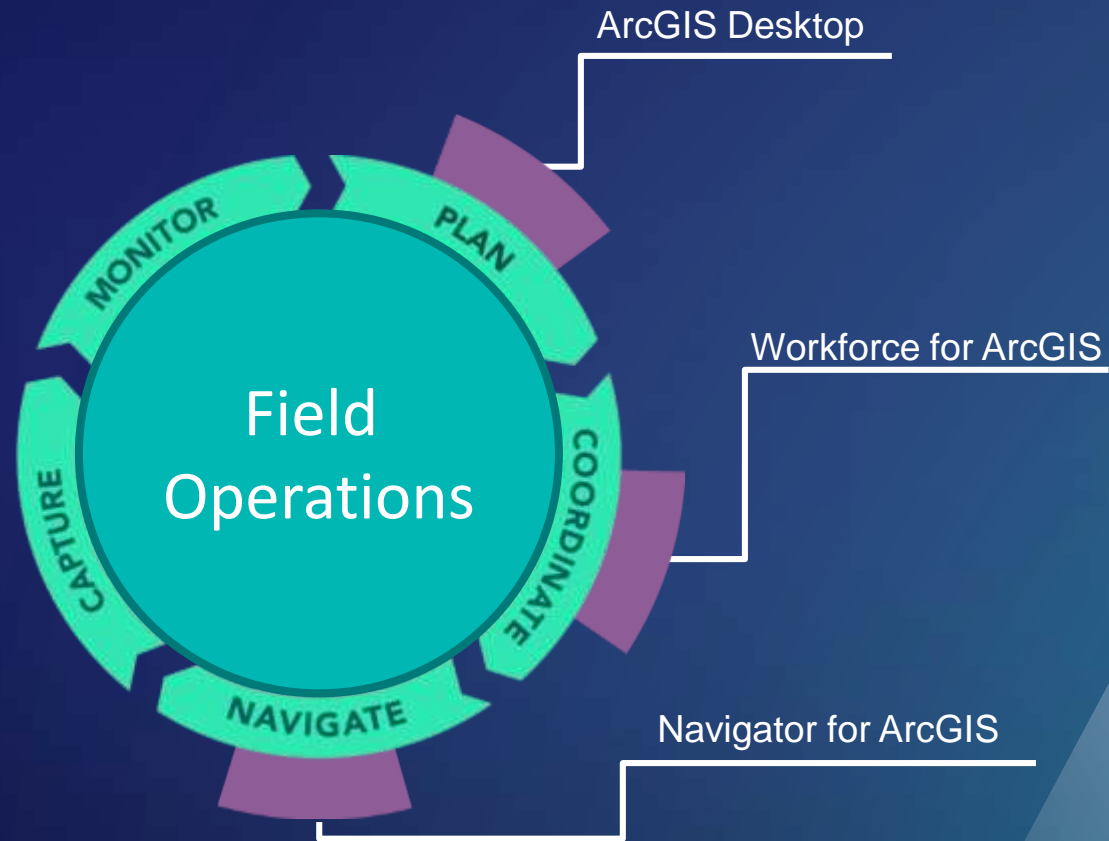 ArcGIS Desktop
MONITOR
PLAN
Workforce for ArcGIS
Field
Operations
COORDINATE
CAPTURE
NAVIGATE
Navigator for ArcGIS